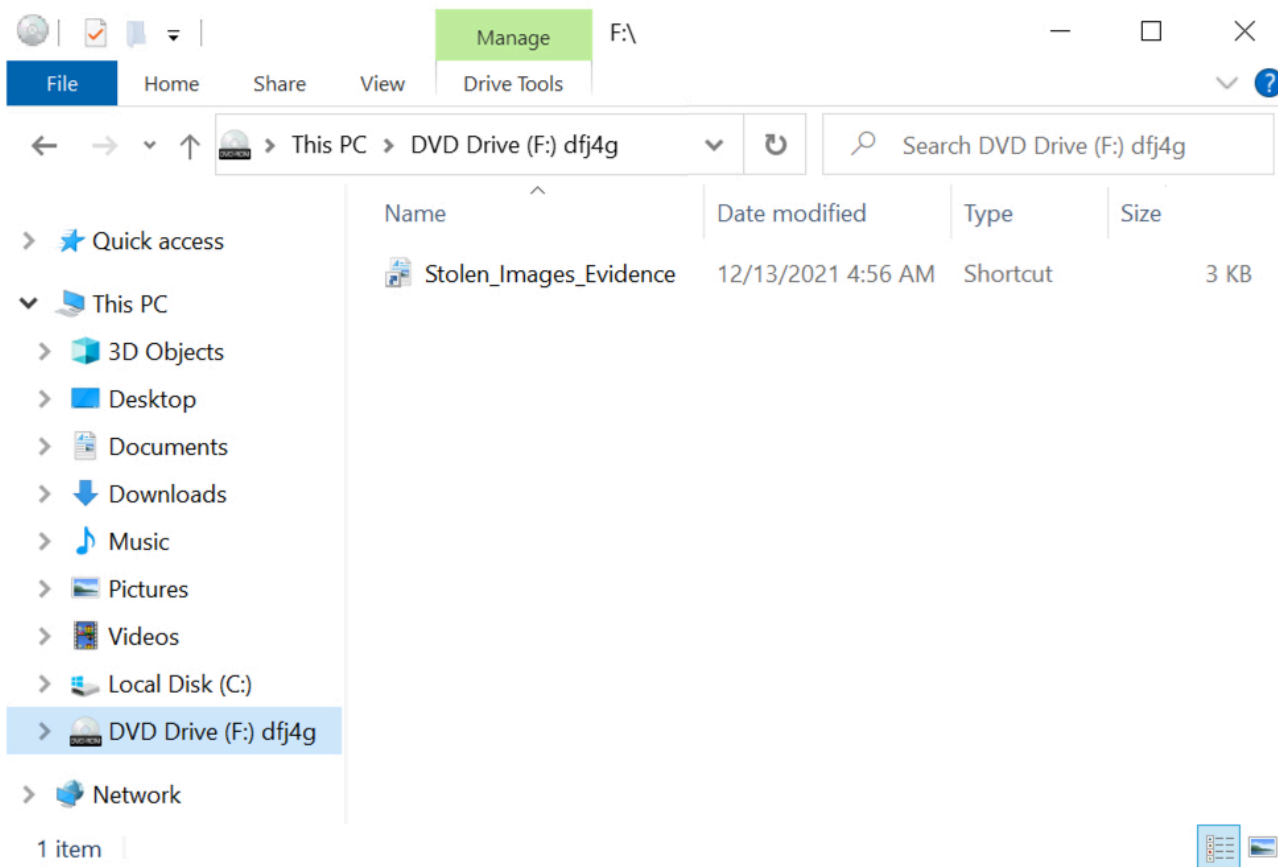 Manage F:\
File Home Share View Drive Tools
?
This PC > DVD Drive (F:) dfj4g
Search DVD Drive (F:) dfj4g
Name Date modified Type Size
Stolen_Images_Evidence 12/13/2021 4:56 AM Shortcut 3 KB
Quick access
This PC
3D Objects
Desktop
Documents
Downloads
Music
Pictures
Videos
Local Disk (C:)
DVD Drive (F:) dfj4g
Network
1 item